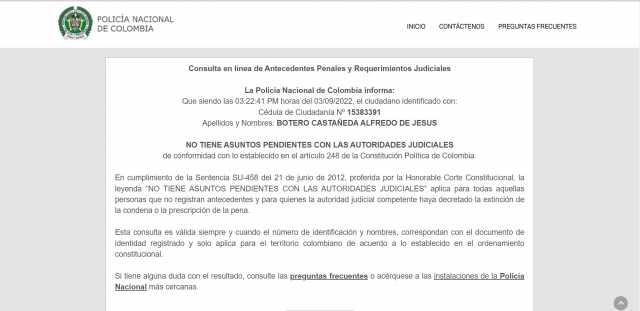 POLICÍA NACIONAL
DE COLOMBIA
INICIO CONTÁCTENOS PREGUNTAS FRECUENTES
Consulta en línea de Antecedentes Penales y Requerimientos Judiciales
La Policía Nacional de Colombia informa:
Que siendo las 03:22:41 PM horas del 03/09/2022, el ciudadano identificado con:
Cédula de Ciudadanía Nº 15383391
Apellidos y Nombres: BOTERO CASTAÑEDA ALFREDO DE JESUS
NO TIENE ASUNTOS PENDIENTES CON LAS AUTORIDADES JUDICIALES
de conformidad con lo establecido en el artículo 248 de la Constitución Política de Colombia.
En cumplimiento de la Sentencia SU-458 del 21 de junio de 2012, proferida por la Honorable Corte Constitucional, la
leyenda "NO TIENE ASUNTOS PENDIENTES CON LAS AUTORIDADES JUDICIALES" aplica para todas aquellas
personas que no registran antecedentes y para quienes la autoridad judicial competente haya decretado la extinción de
la condena o la prescripción de la pena.
Esta consulta es válida siempre y cuando el número de identificación y nombres, correspondan con el documento de
identidad registrado y solo aplica para el territorio colombiano de acuerdo a lo establecido en el ordenamiento
constitucional.
Si tiene alguna duda con el resultado, consulte las preguntas frecuentes o acérquese a las instalaciones de la Policía
Nacional más cercanas.